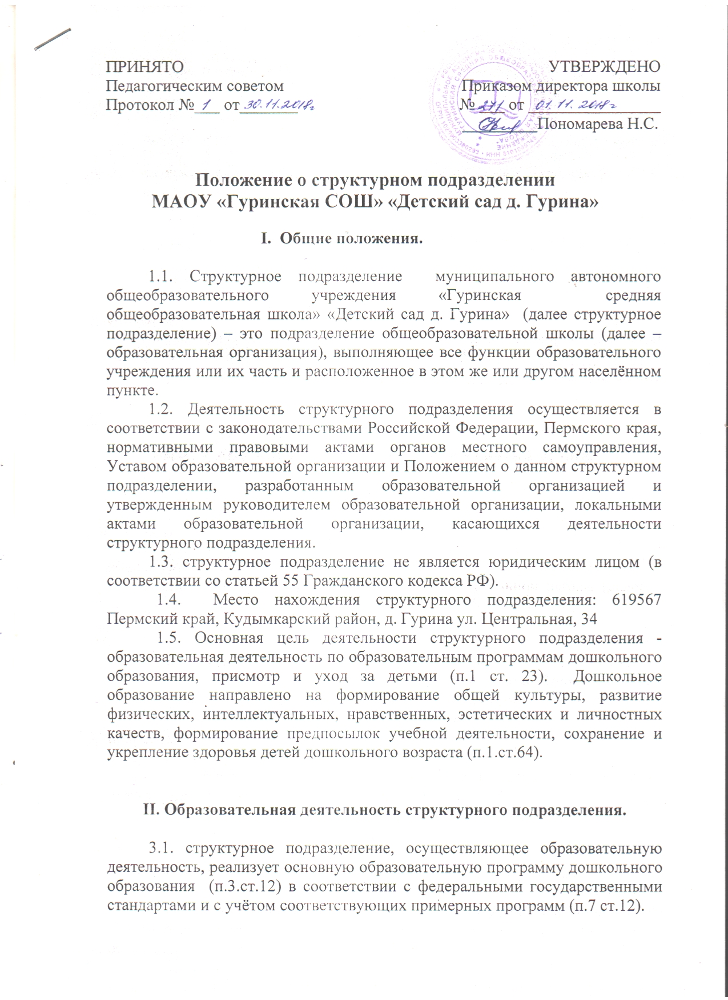 ПРИНЯТО УТВЕРЖДЕНО
Педагогическим советом Приказом директора школы
Протокол № 1 от 30.11.2018г № 271 от 01.11.2018г
Пономарева Н.С.
Положение о структурном подразделении
МАОУ «Гуринская СОШ» «Детский сад д. Гурина»
I. Общие положения.
1.1. Структурное подразделение муниципального автономного
общеобразовательного учреждения «Гуринская средняя
общеобразовательная школа» «Детский сад д. Гурина» (далее структурное
подразделение) – это подразделение общеобразовательной школы (далее –
образовательная организация), выполняющее все функции образовательного
учреждения или их часть и расположенное в этом же или другом населённом
пункте.
1.2. Деятельность структурного подразделения осуществляется в
соответствии с законодательствами Российской Федерации, Пермского края,
нормативными правовыми актами органов местного самоуправления,
Уставом образовательной организации и Положением о данном структурном
подразделении, разработанным образовательной организацией и
утвержденным руководителем образовательной организации, локальными
актами образовательной организации, касающихся деятельности
структурного подразделения.
1.3. структурное подразделение не является юридическим лицом (в
соответствии со статьей 55 Гражданского кодекса РФ).
1.4. Место нахождения структурного подразделения: 619567
Пермский край, Кудымкарский район, д. Гурина ул. Центральная, 34
1.5. Основная цель деятельности структурного подразделения -
образовательная деятельность по образовательным программам дошкольного
образования, присмотр и уход за детьми (п.1 ст. 23). Дошкольное
образование направлено на формирование общей культуры, развитие
физических, интеллектуальных, нравственных, эстетических и личностных
качеств, формирование предпосылок учебной деятельности, сохранение и
укрепление здоровья детей дошкольного возраста (п.1.ст.64).
II. Образовательная деятельность структурного подразделения.
3.1. структурное подразделение, осуществляющее образовательную
деятельность, реализует основную образовательную программу дошкольного
образования (п.3.ст.12) в соответствии с федеральными государственными
стандартами и с учётом соответствующих примерных программ (п.7 ст.12).